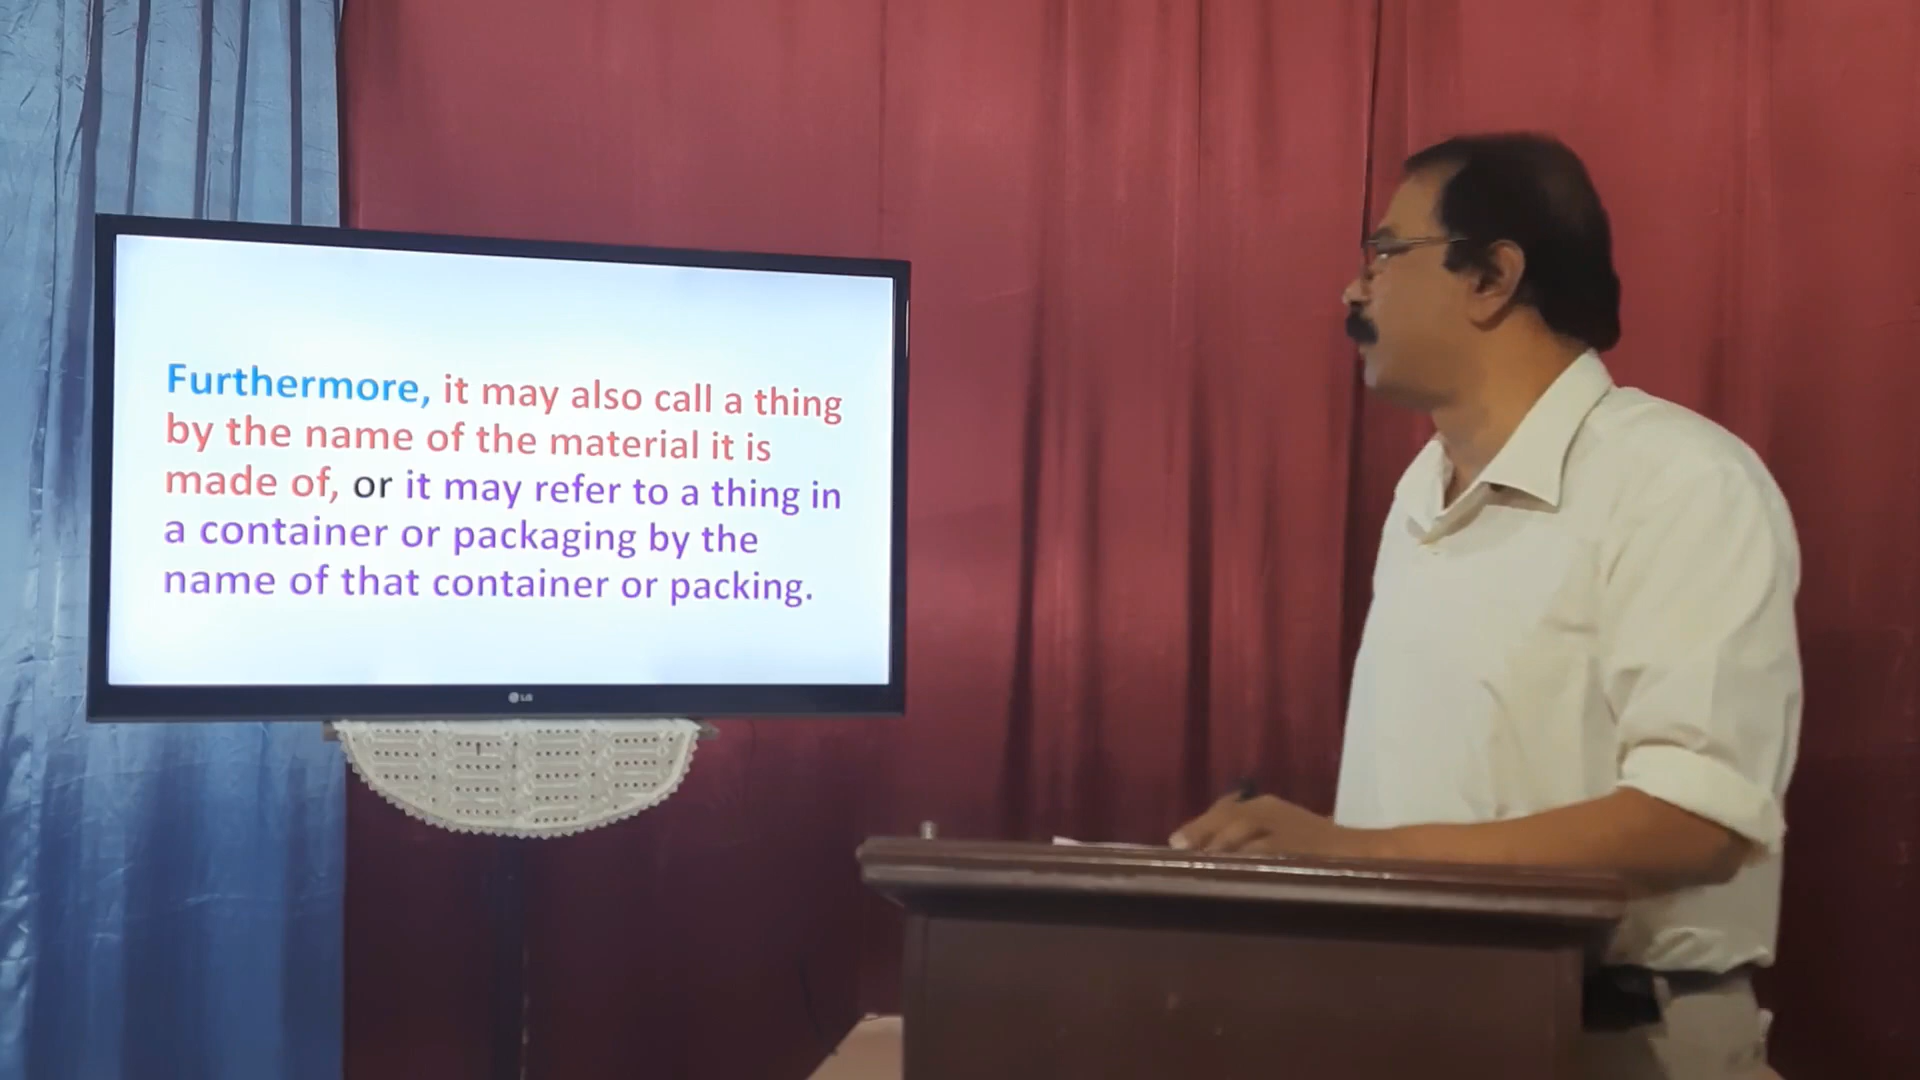 Furthermore, it may also call a thing
by the name of the material it is
made of, or it may refer to a thing in
a container or packaging by the
name of that container or packing.
LG